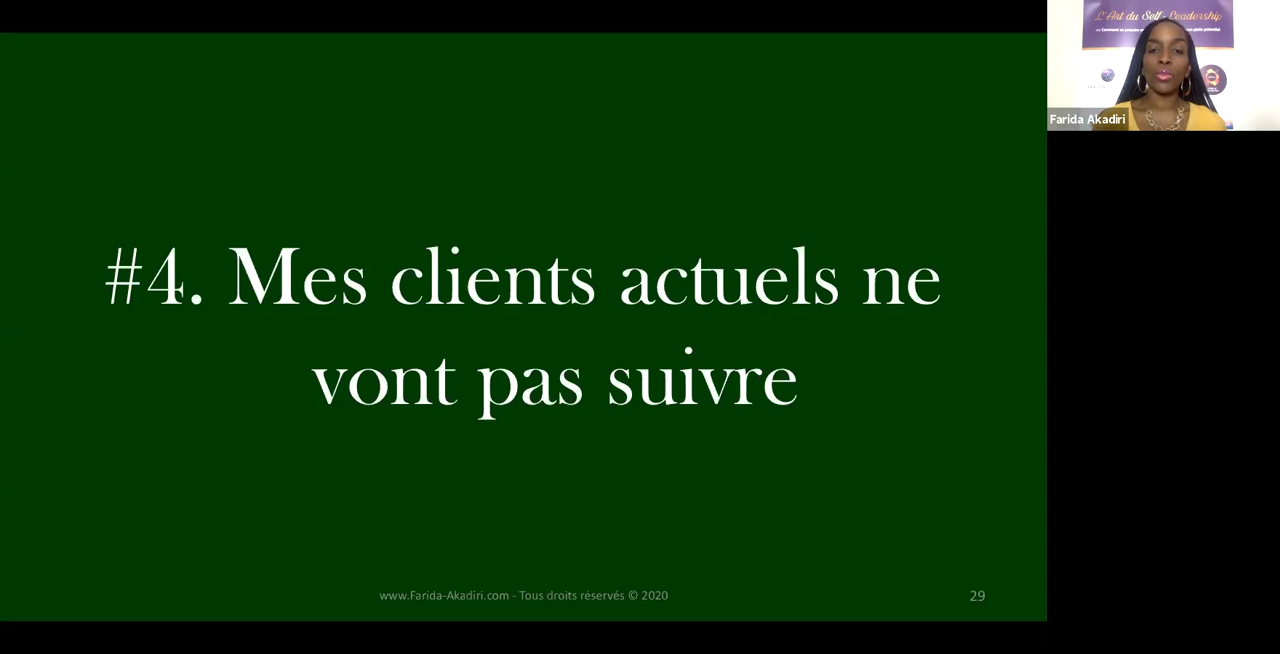 #4. Mes clients actuels ne
vont pas suivre
www.Farida-Akadiri.com - Tous droits réservés © 2020
29
L'Art du Self-Leadership
Farida Akadiri